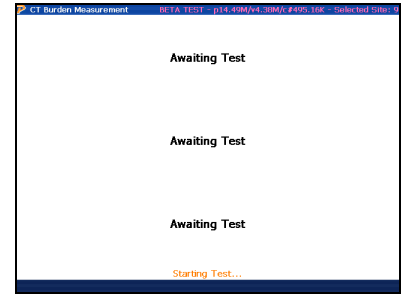 CT Burden Measurement BETA TEST - p14.49M/v4.30M/c#495.16K - Selected Site: 9
Awaiting Test
Awaiting Test
Awaiting Test
Starting Test...